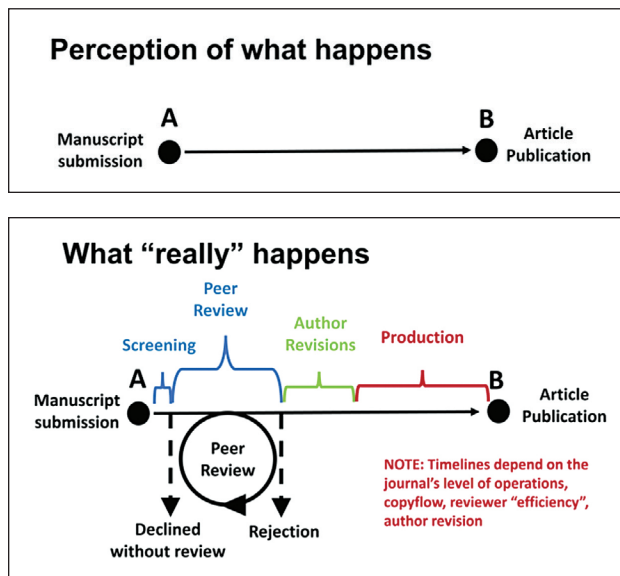 Perception of what happens
A
B
Manuscript
submission
Article
Publication
What “really” happens
Peer
Review
Screening
Author
Revisions
Production
A
B
Manuscript
submission
Article
Publication
Peer
Review
NOTE: Timelines depend on the
journal’s level of operations,
copyflow, reviewer “efficiency”,
author revision
Declined
without review
Rejection